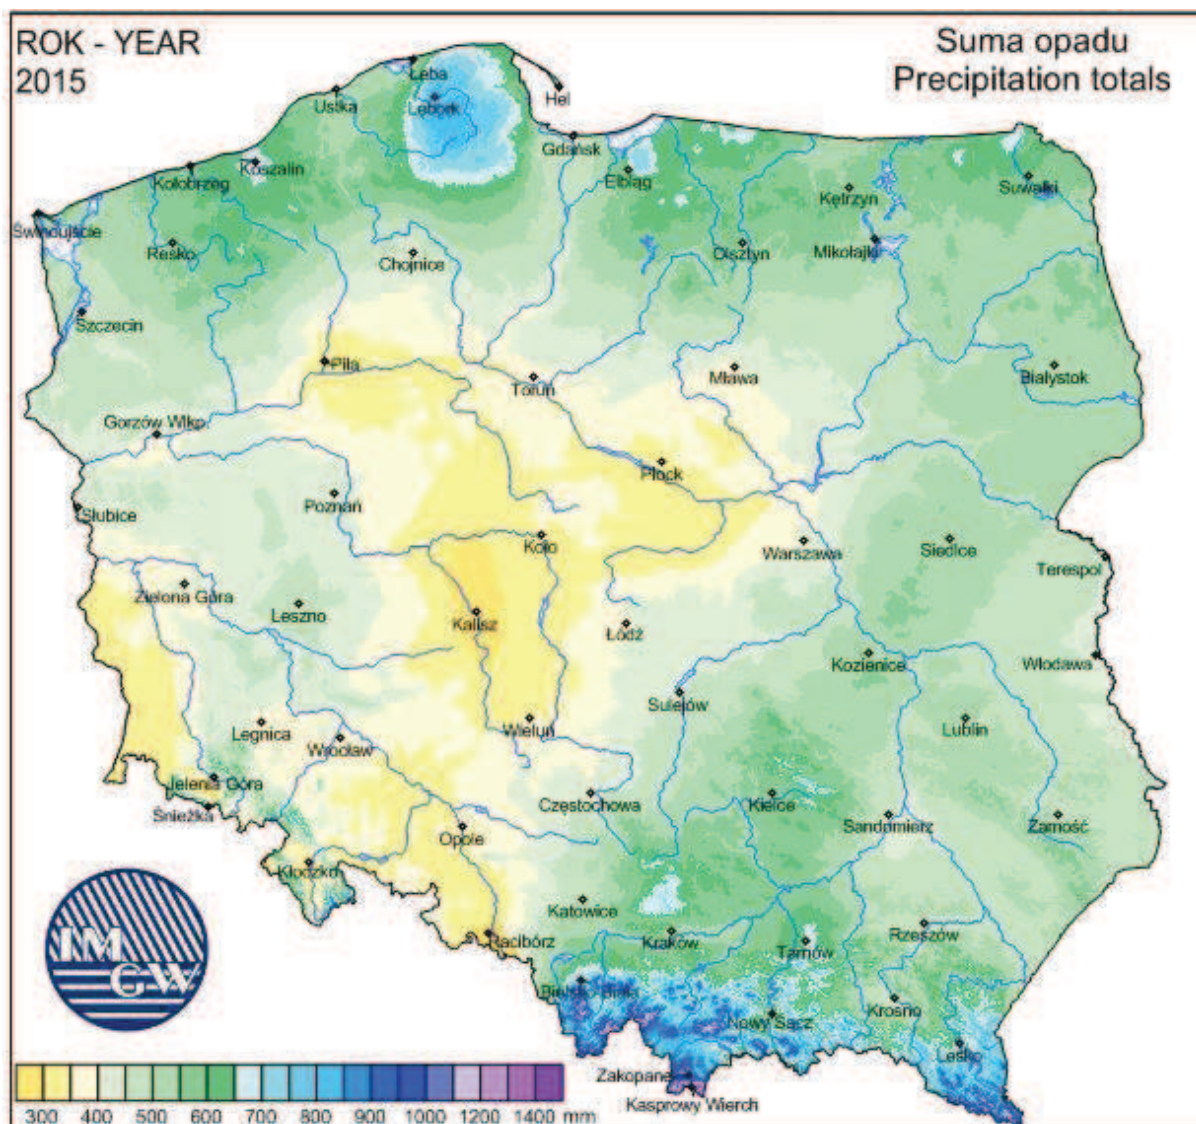 ROK - YEAR
2015
Suma opadu
Precipitation totals
Łeba
Ustka
Lębork
Hel
Gdańsk
Koszalin
Kołobrzeg
Elbląg
Kętrzyn
Suwałki
Świnoujście
Resko
Chojnice
Olsztyn
Mikołajki
Szczecin
Piła
Toruń
Mława
Białystok
Gorzów Wlkp.
Płock
Słubice
Poznań
Koło
Warszawa
Siedlce
Terespol
Zielona Góra
Leszno
Kalisz
Łódź
Kozienice
Włodawa
Sulejów
Legnica
Wrocław
Wieluń
Lublin
Jelenia Góra
Śnieżka
Częstochowa
Kielce
Sandomierz
Zamość
Opole
Kłodzko
Katowice
Racibórz
Kraków
Tarnów
Rzeszów
Bielsko Biała
Nowy Sącz
Krosno
Lesko
Zakopane
Kasprowy Wierch
IM
GW
300 400 500 600 700 800 900 1000 1200 1400 mm